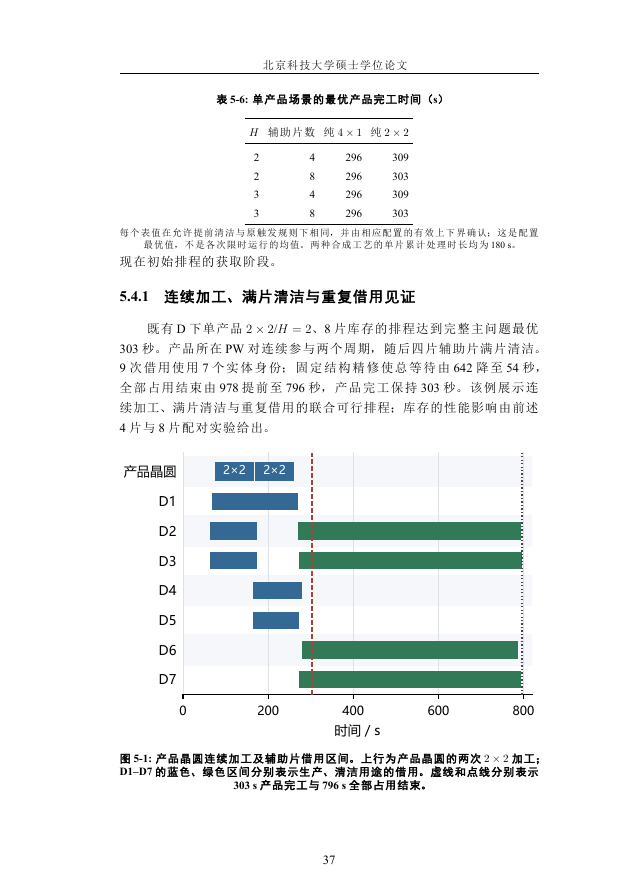 北京科技大学硕士学位论文
表 5-6: 单产品场景的最优产品完工时间（s）
H 辅助片数 纯 4 × 1 纯 2 × 2
2 4 296 309
2 8 296 303
3 4 296 309
3 8 296 303
每个表值在允许提前清洁与原触发规则下相同，并由相应配置的有效上下界确认；这是配置
最优值，不是各次限时运行的均值。两种合成工艺的单片累计处理时长均为 180 s。
现在初始排程的获取阶段。
5.4.1 连续加工、满片清洁与重复借用见证
既有 D 下单产品 2 × 2/H = 2、8 片库存的排程达到完整主问题最优
303 秒。产品所在 PW 对连续参与两个周期，随后四片辅助片满片清洁。
9 次借用使用 7 个实体身份；固定结构精修使总等待由 642 降至 54 秒，
全部占用结束由 978 提前至 796 秒，产品完工保持 303 秒。该例展示连
续加工、满片清洁与重复借用的联合可行排程；库存的性能影响由前述
4 片与 8 片配对实验给出。
产品晶圆 2×2 2×2
D1
D2
D3
D4
D5
D6
D7
0 200 400 600 800
时间 / s
图 5-1: 产品晶圆连续加工及辅助片借用区间。上行为产品晶圆的两次 2 × 2 加工；
D1–D7 的蓝色、绿色区间分别表示生产、清洁用途的借用。虚线和点线分别表示
303 s 产品完工与 796 s 全部占用结束。
37